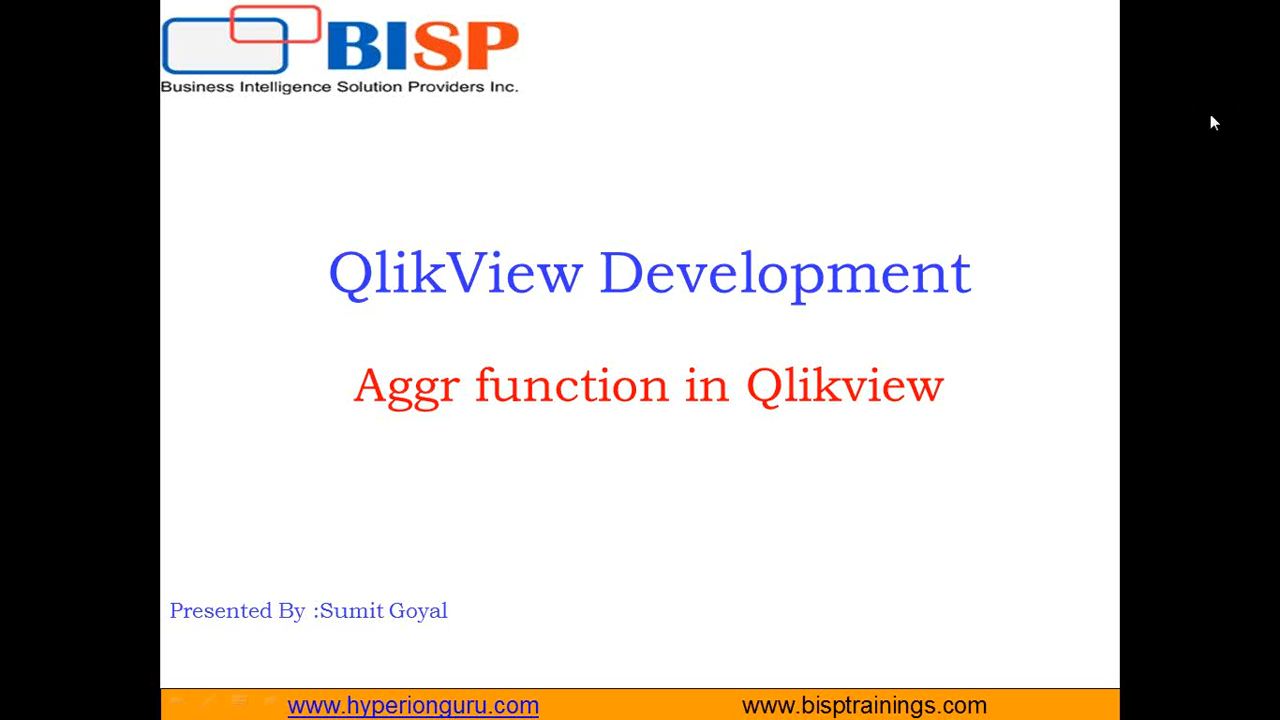 BISP
Business Intelligence Solution Providers Inc.
QlikView Development
Aggr function in Qlikview
Presented By :Sumit Goyal
www.hyperionguru.com www.bisptrainings.com